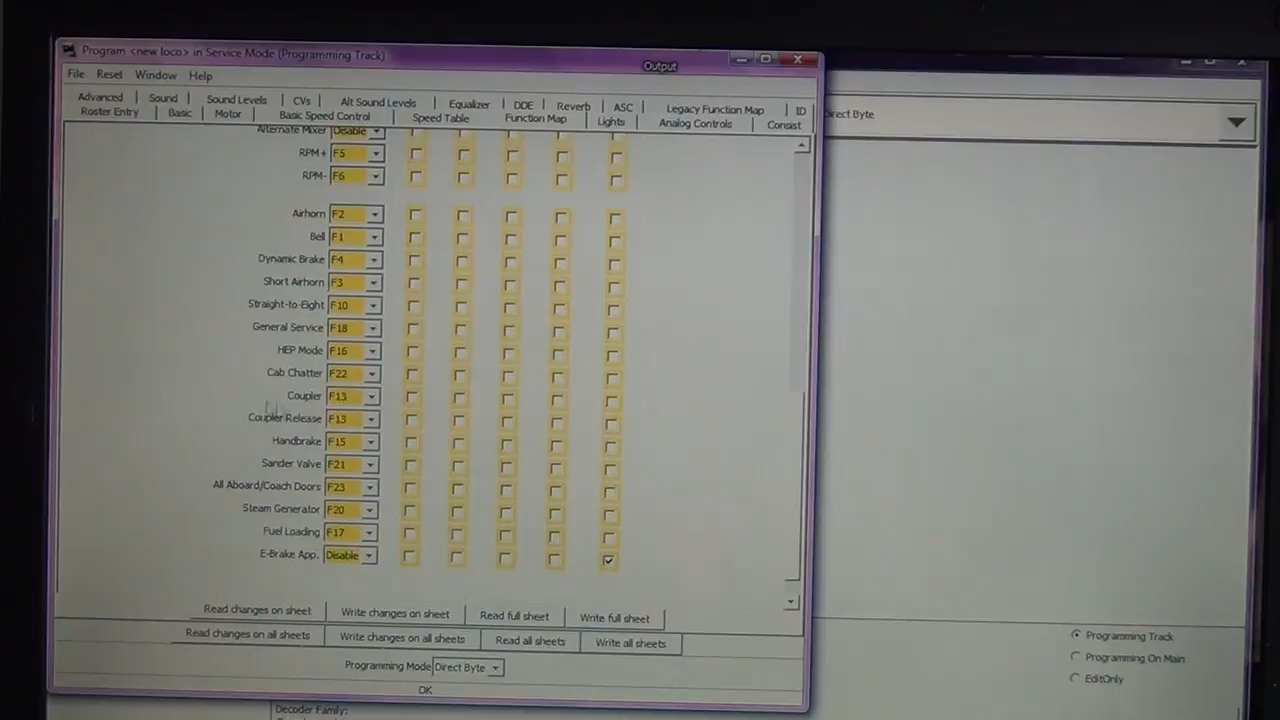 Program <new loco> in Service Mode (Programming Track)
Output
File Reset Window Help
Advanced Sound Sound Levels CVs Alt Sound Levels Equalizer DDE Reverb ASC Legacy Function Map ID
Roster Entry Basic Motor Basic Speed Control Speed Table Function Map Lights Analog Controls Consist
Direct Byte
Alternate Mixer Disable
RPM+ F5
RPM- F6
Airhorn F2
Bell F1
Dynamic Brake F4
Short Airhorn F3
Straight-to-Eight F10
General Service F18
HEP Mode F16
Cab Chatter F22
Coupler F13
Coupler Release F13
Handbrake F15
Sander Valve F21
All Aboard/Coach Doors F23
Steam Generator F20
Fuel Loading F17
E-Brake App. Disable
Read changes on sheet Write changes on sheet Read full sheet Write full sheet
Read changes on all sheets Write changes on all sheets Read all sheets Write all sheets
Programming Mode Direct Byte
OK
Programming Track
Programming On Main
EditOnly
Decoder Family: